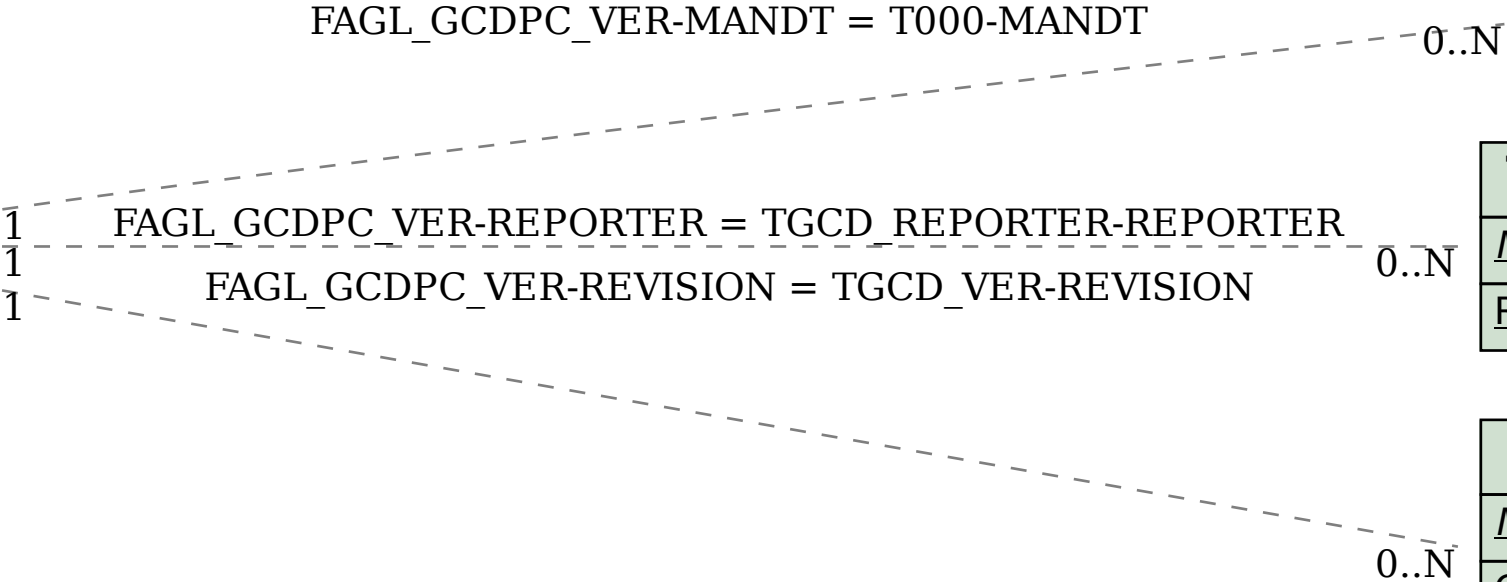 FAGL_GCDPC_VER-MANDT = T000-MANDT
0..N
1
FAGL_GCDPC_VER-REPORTER = TGCD_REPORTER-REPORTER
1
0..N
FAGL_GCDPC_VER-REVISION = TGCD_VER-REVISION
1
0..N